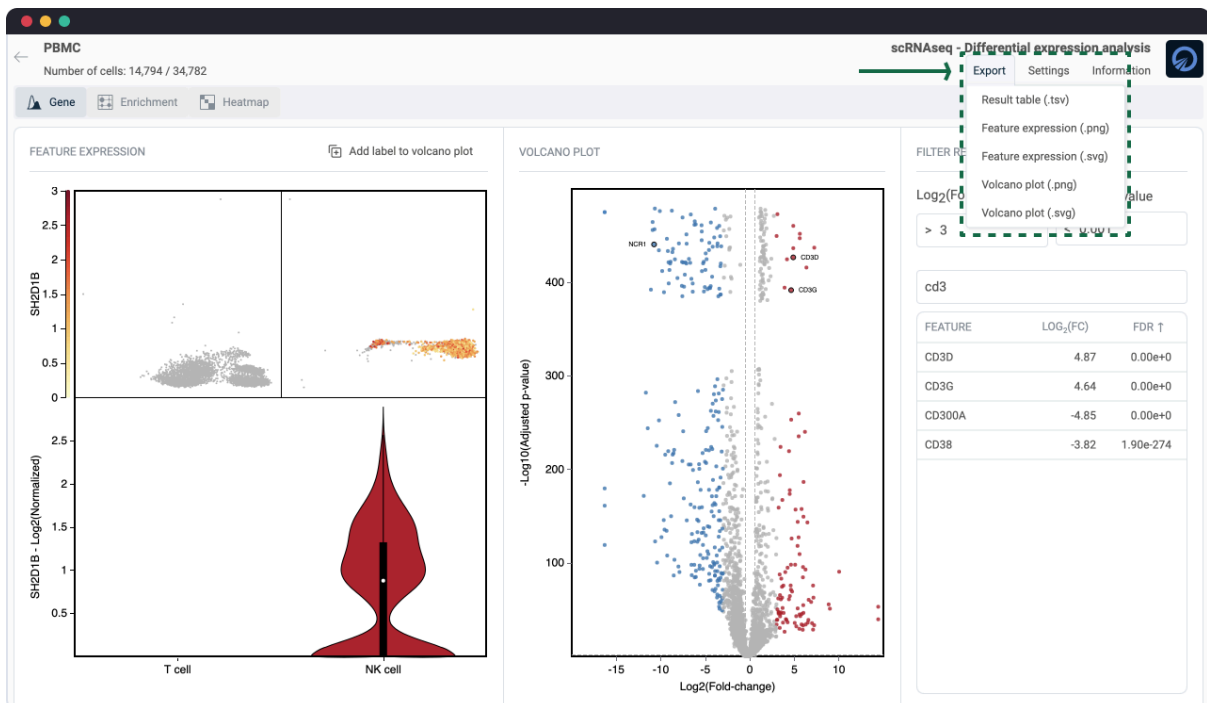 PBMC
Number of cells: 14,794 / 34,782
scRNAseq - Differential expression analysis
Export Settings Information
Result table (.tsv)
Feature expression (.png)
Feature expression (.svg)
Volcano plot (.png)
Volcano plot (.svg)
Gene Enrichment Heatmap
FEATURE EXPRESSION
Add label to volcano plot
3
2.5
2
1.5
1
0.5
0
SH2D1B
2.5
2
1.5
1
0.5
SH2D1B - Log2(Normalized)
T cell NK cell
VOLCANO PLOT
NCR1
CD3D
CD3G
400
300
200
100
-Log10(Adjusted p-value)
-15 -10 -5 0 5 10
Log2(Fold-change)
FILTER
Log2(Fo
> 3 < 0.001
cd3
FEATURE LOG2(FC) FDR ↑
CD3D 4.87 0.00e+0
CD3G 4.64 0.00e+0
CD300A -4.85 0.00e+0
CD38 -3.82 1.90e-274